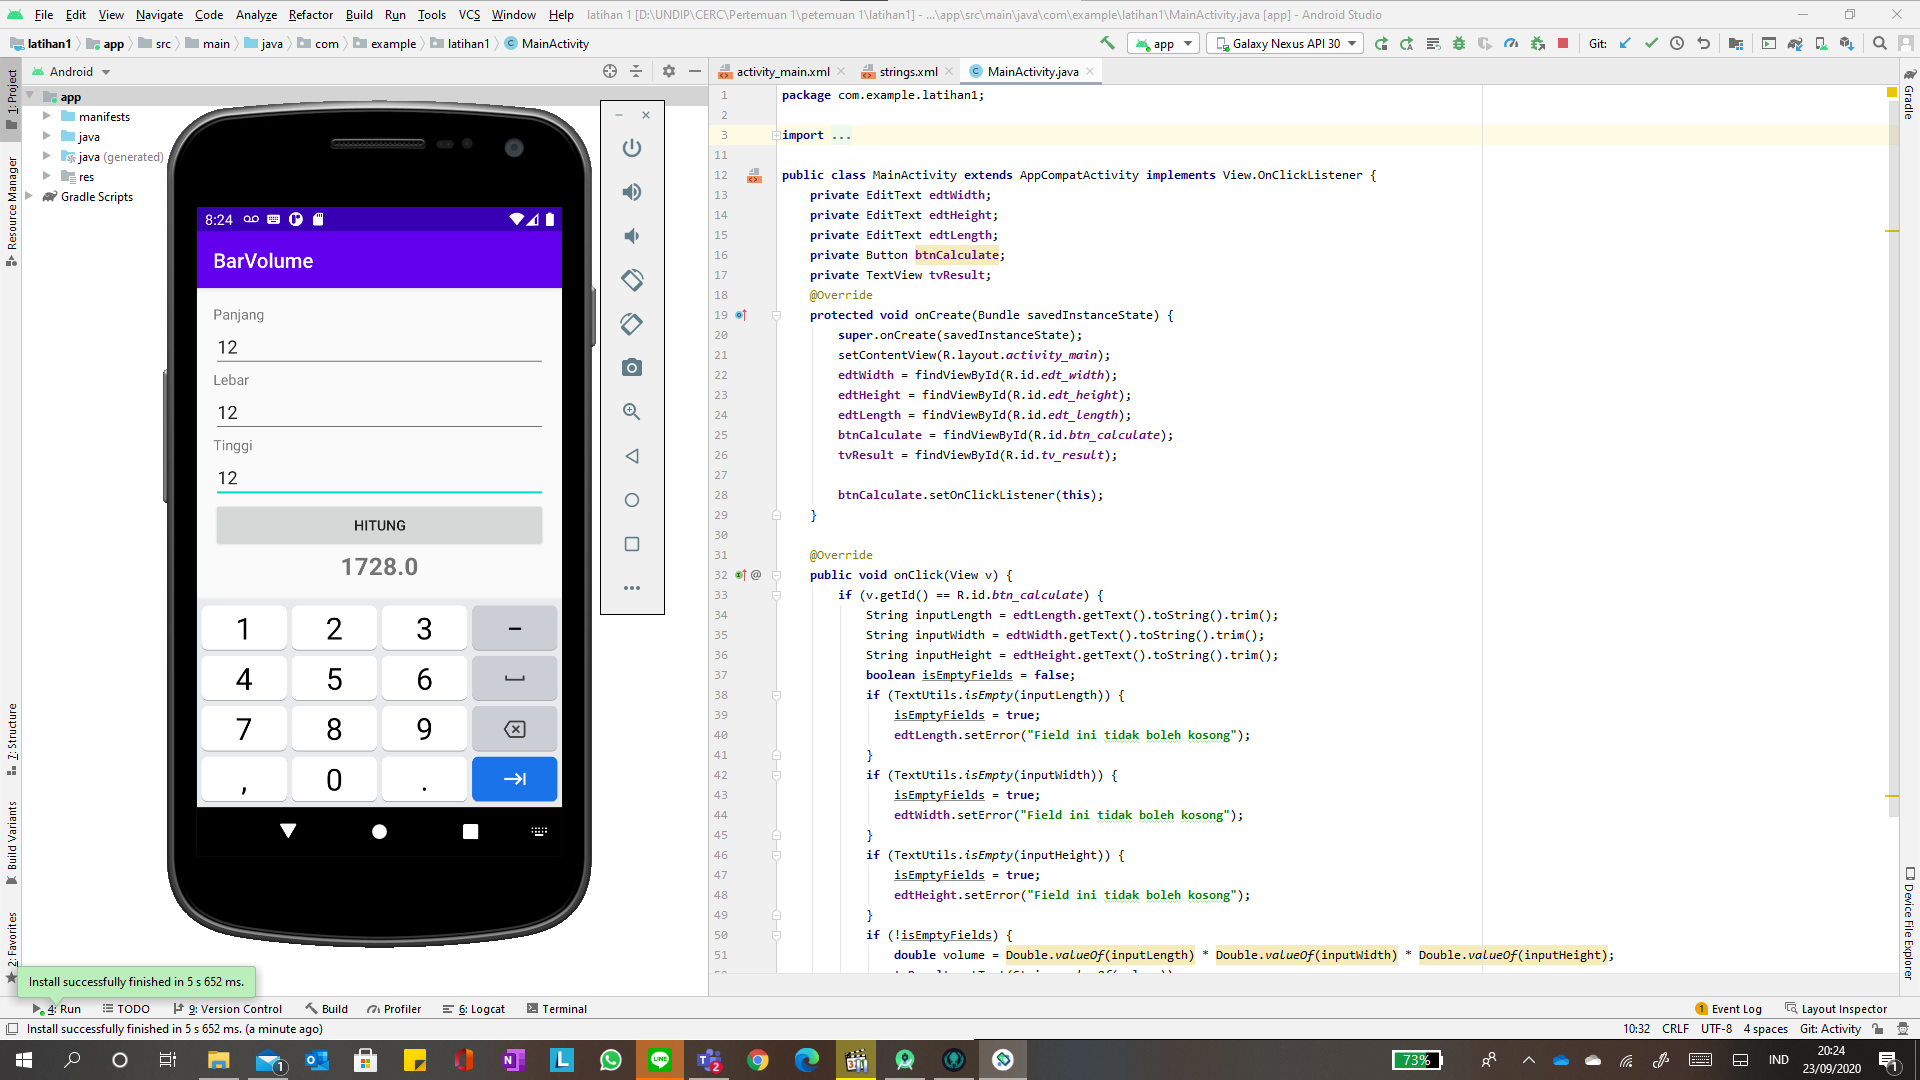 File Edit View Navigate Code Analyze Refactor Build Run Tools VCS Window Help latihan 1 [D:\UNDIP\CERC\Pertemuan 1\petemuan 1\latihan1] - ...\app\src\main\java\com\example\latihan1\MainActivity.java [app] - Android Studio
latihan1 app src main java com example latihan1 MainActivity app Galaxy Nexus API 30 Git:
Android
activity_main.xml strings.xml MainActivity.java
1: Project
Resource Manager
7: Structure
Build Variants
2: Favorites
app
manifests
java
java (generated)
res
Gradle Scripts
8:24
BarVolume
Panjang
12
Lebar
12
Tinggi
12
HITUNG
1728.0
1 2 3 –
4 5 6
7 8 9
, 0 .
1 package com.example.latihan1;
2
3 import ...
11
12 public class MainActivity extends AppCompatActivity implements View.OnClickListener {
13 private EditText edtWidth;
14 private EditText edtHeight;
15 private EditText edtLength;
16 private Button btnCalculate;
17 private TextView tvResult;
18 @Override
19 protected void onCreate(Bundle savedInstanceState) {
20 super.onCreate(savedInstanceState);
21 setContentView(R.layout.activity_main);
22 edtWidth = findViewById(R.id.edt_width);
23 edtHeight = findViewById(R.id.edt_height);
24 edtLength = findViewById(R.id.edt_length);
25 btnCalculate = findViewById(R.id.btn_calculate);
26 tvResult = findViewById(R.id.tv_result);
27
28 btnCalculate.setOnClickListener(this);
29 }
30
31 @Override
32 @ public void onClick(View v) {
33 if (v.getId() == R.id.btn_calculate) {
34 String inputLength = edtLength.getText().toString().trim();
35 String inputWidth = edtWidth.getText().toString().trim();
36 String inputHeight = edtHeight.getText().toString().trim();
37 boolean isEmptyFields = false;
38 if (TextUtils.isEmpty(inputLength)) {
39 isEmptyFields = true;
40 edtLength.setError("Field ini tidak boleh kosong");
41 }
42 if (TextUtils.isEmpty(inputWidth)) {
43 isEmptyFields = true;
44 edtWidth.setError("Field ini tidak boleh kosong");
45 }
46 if (TextUtils.isEmpty(inputHeight)) {
47 isEmptyFields = true;
48 edtHeight.setError("Field ini tidak boleh kosong");
49 }
50 if (!isEmptyFields) {
51 double volume = Double.valueOf(inputLength) * Double.valueOf(inputWidth) * Double.valueOf(inputHeight);
Gradle
Device File Explorer
Install successfully finished in 5 s 652 ms.
4: Run TODO 9: Version Control Build Profiler 6: Logcat Terminal 1 Event Log Layout Inspector
Install successfully finished in 5 s 652 ms. (a minute ago) 10:32 CRLF UTF-8 4 spaces Git: Activity
1 2 73% IND 20:24
23/09/2020 1